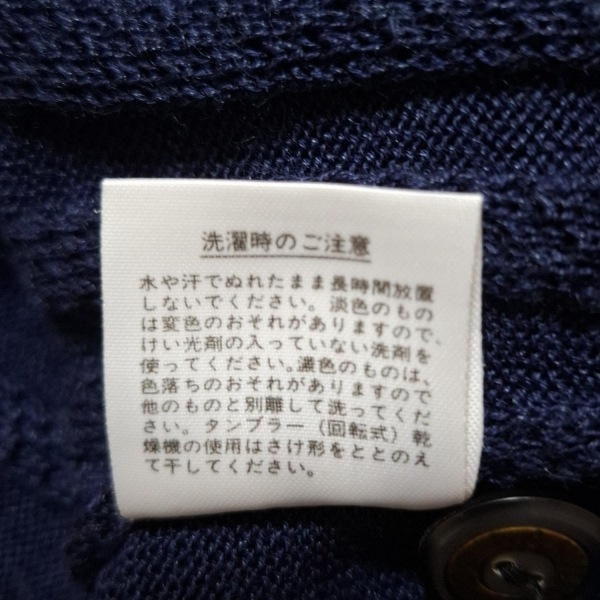 洗濯時のご注意
水や汗でぬれたまま長時間放置
しないでください。淡色のもの
は変色のおそれがありますので、
けい光剤の入っていない洗剤を
使ってください。濃色のものは、
色落ちのおそれがありますので
他のものと別離して洗ってくだ
さい。タンブラー（回転式）乾
燥機の使用はさけ形をととのえ
て干してください。